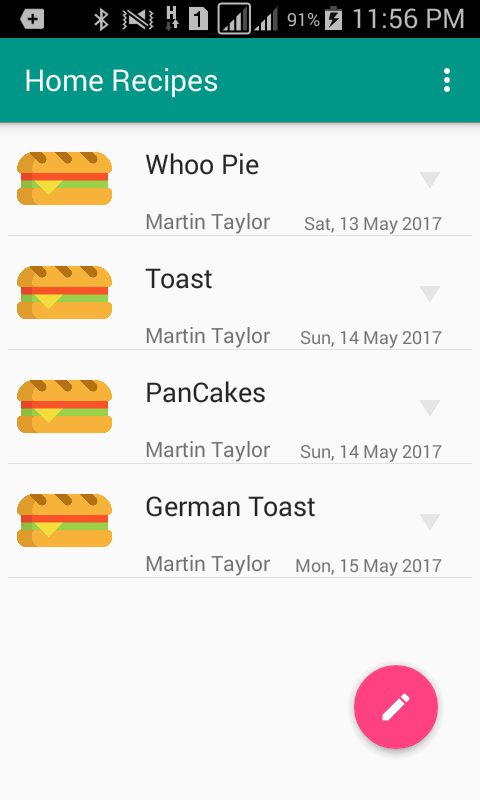 H 1 91% 11:56 PM
Home Recipes
Whoo Pie
Martin Taylor Sat, 13 May 2017
Toast
Martin Taylor Sun, 14 May 2017
PanCakes
Martin Taylor Sun, 14 May 2017
German Toast
Martin Taylor Mon, 15 May 2017